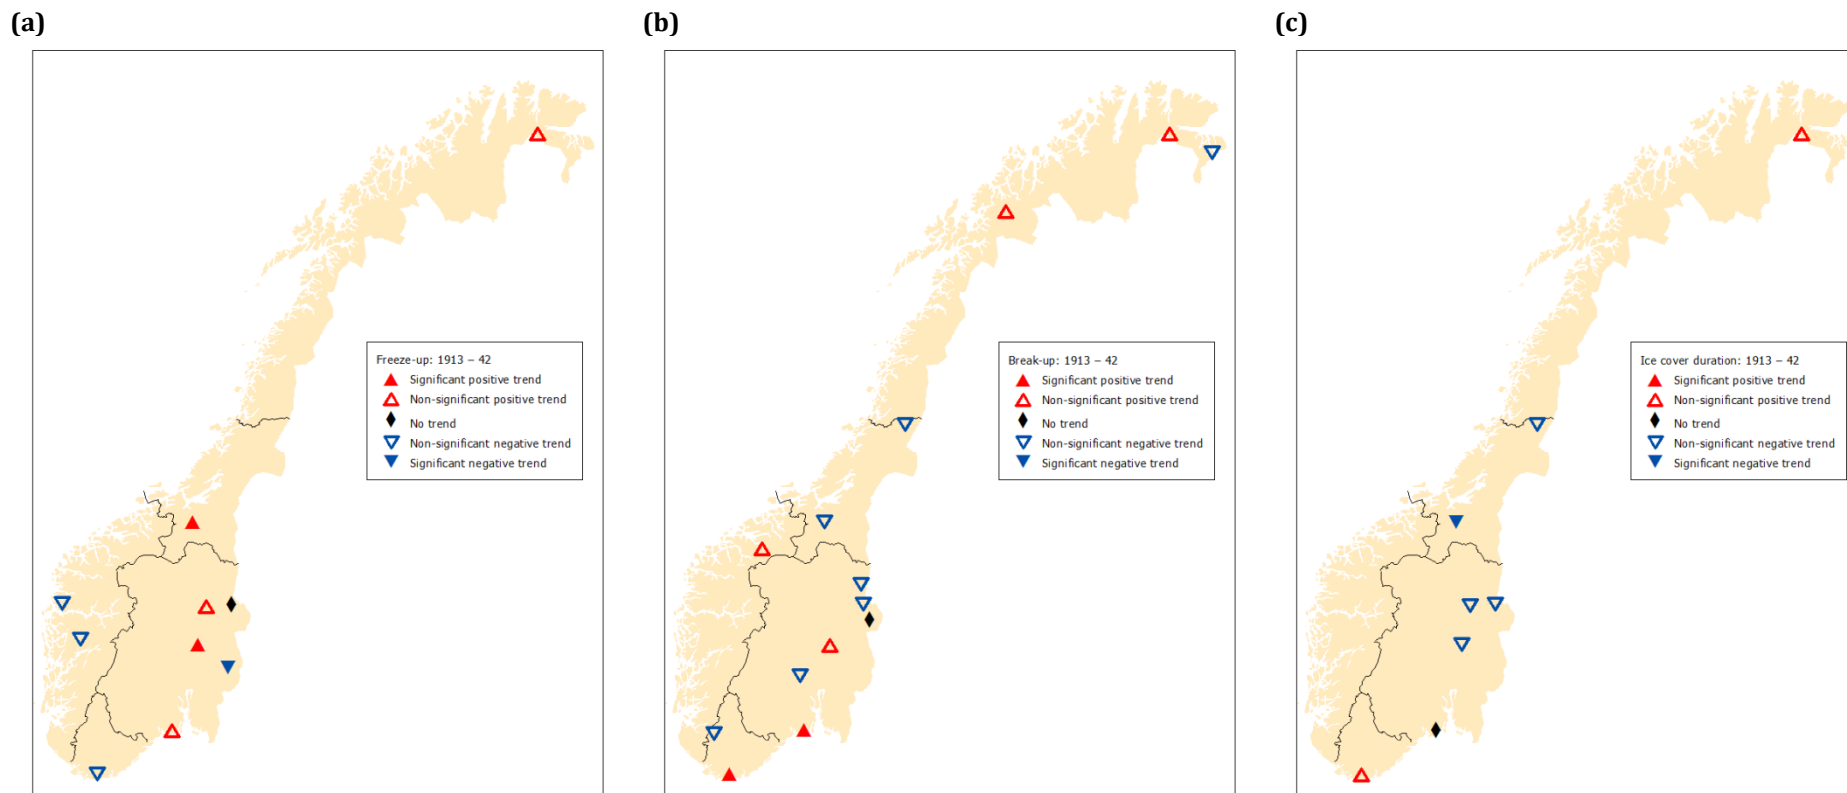 (a)
Freeze-up: 1913 – 42
Significant positive trend
Non-significant positive trend
No trend
Non-significant negative trend
Significant negative trend
(b)
Break-up: 1913 – 42
Significant positive trend
Non-significant positive trend
No trend
Non-significant negative trend
Significant negative trend
(c)
Ice cover duration: 1913 – 42
Significant positive trend
Non-significant positive trend
No trend
Non-significant negative trend
Significant negative trend